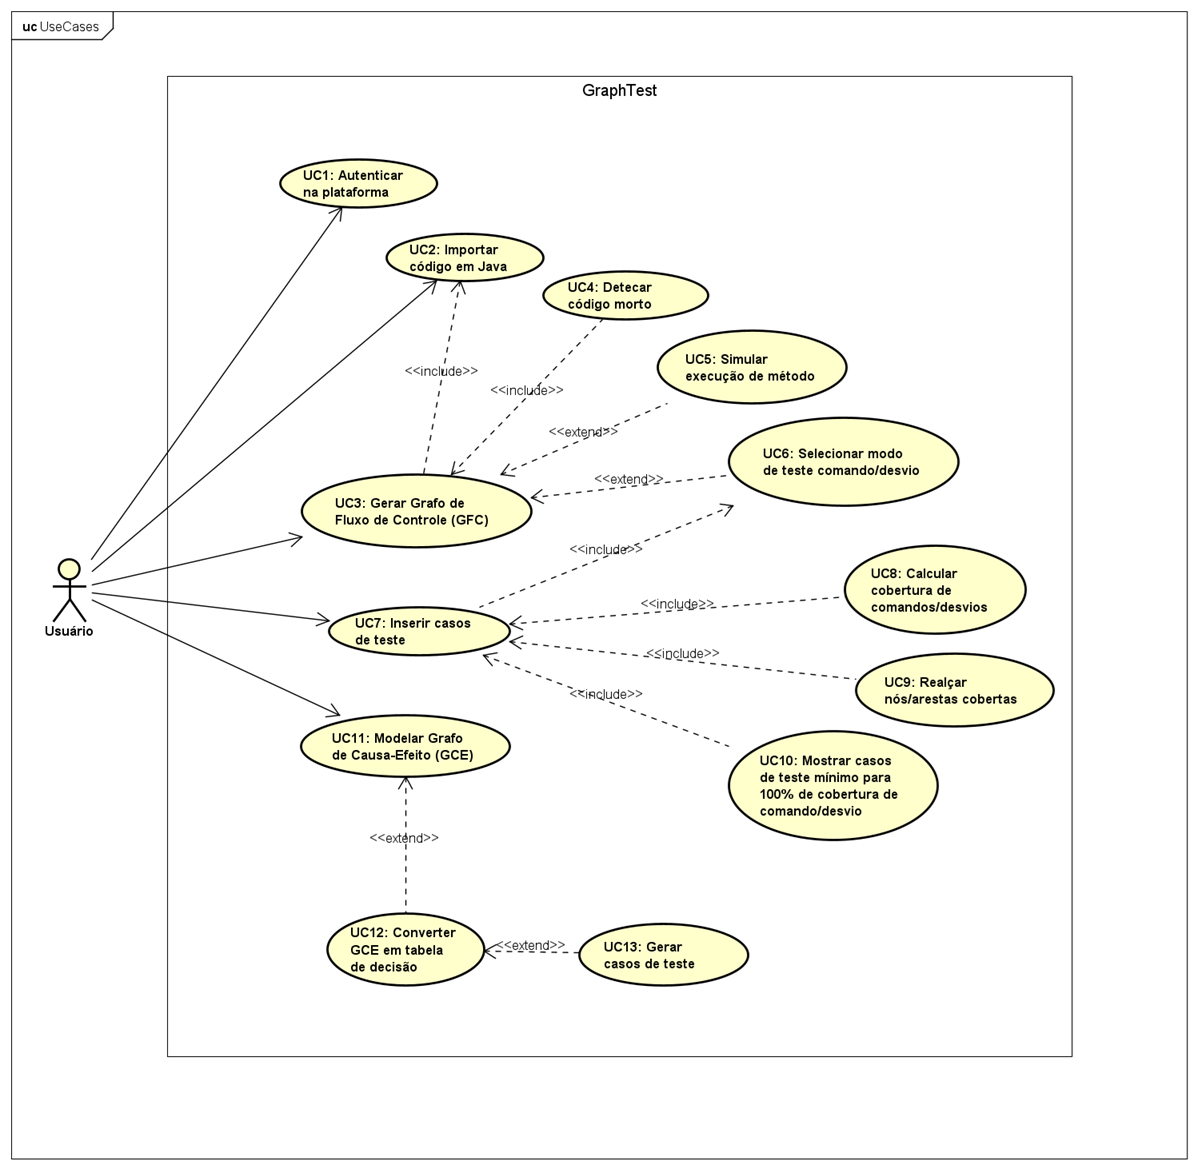 uc UseCases
GraphTest
UC1: Autenticar
na plataforma
UC2: Importar
código em Java
UC4: Detecar
código morto
UC5: Simular
execução de método
<<include>>
<<include>>
<<extend>>
UC6: Selecionar modo
de teste comando/desvio
<<extend>>
UC3: Gerar Grafo de
Fluxo de Controle (GFC)
<<include>>
UC8: Calcular
cobertura de
comandos/desvios
<<include>>
Usuário
UC7: Inserir casos
de teste
<<include>>
UC9: Realçar
nós/arestas cobertas
<<include>>
UC11: Modelar Grafo
de Causa-Efeito (GCE)
UC10: Mostrar casos
de teste mínimo para
100% de cobertura de
comando/desvio
<<extend>>
UC12: Converter
GCE em tabela
de decisão
<<extend>>
UC13: Gerar
casos de teste